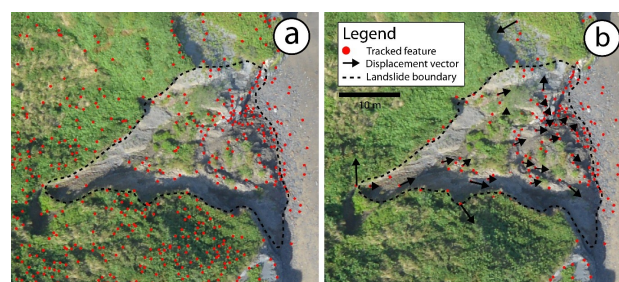 a
b
Legend
Tracked feature
Displacement vector
Landslide boundary
10 m